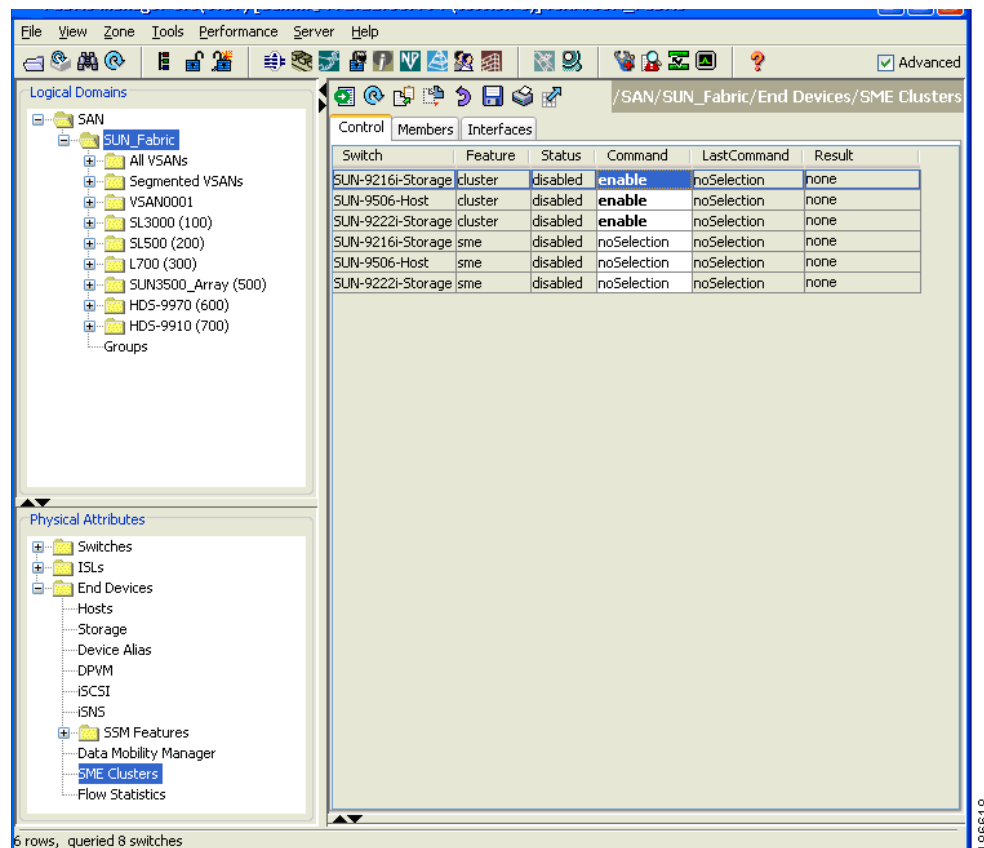 File View Zone Tools Performance Server Help
Advanced
Logical Domains
/SAN/SUN_Fabric/End Devices/SME Clusters
SAN
SUN_Fabric
All VSANs
Segmented VSANs
VSAN0001
SL3000 (100)
SL500 (200)
L700 (300)
SUN3500_Array (500)
HDS-9970 (600)
HDS-9910 (700)
Groups
Control Members Interfaces
Switch Feature Status Command LastCommand Result
SUN-9216i-Storage cluster disabled enable noSelection none
SUN-9506-Host cluster disabled enable noSelection none
SUN-9222i-Storage cluster disabled enable noSelection none
SUN-9216i-Storage sme disabled noSelection noSelection none
SUN-9506-Host sme disabled noSelection noSelection none
SUN-9222i-Storage sme disabled noSelection noSelection none
Physical Attributes
Switches
ISLs
End Devices
Hosts
Storage
Device Alias
DPVM
iSCSI
iSNS
SSM Features
Data Mobility Manager
SME Clusters
Flow Statistics
6 rows, queried 8 switches